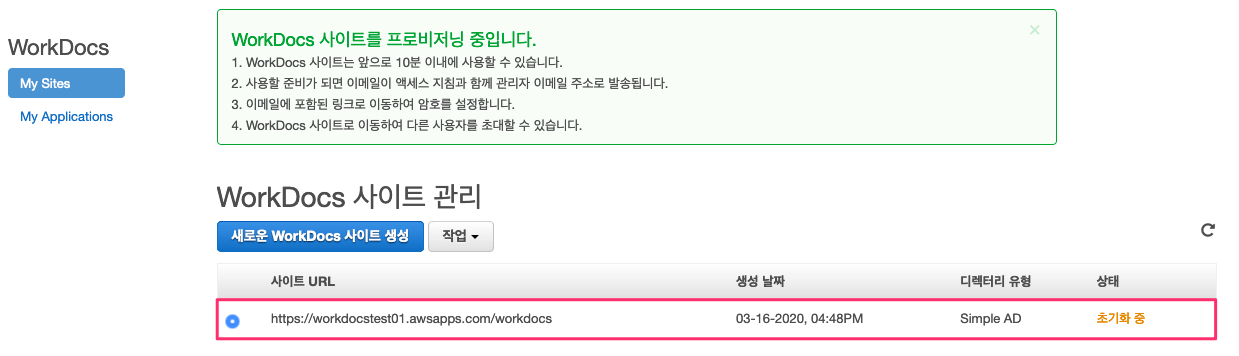 WorkDocs
My Sites
My Applications
WorkDocs 사이트를 프로비저닝 중입니다.
×
1. WorkDocs 사이트는 앞으로 10분 이내에 사용할 수 있습니다.
2. 사용할 준비가 되면 이메일이 액세스 지침과 함께 관리자 이메일 주소로 발송됩니다.
3. 이메일에 포함된 링크로 이동하여 암호를 설정합니다.
4. WorkDocs 사이트로 이동하여 다른 사용자를 초대할 수 있습니다.
WorkDocs 사이트 관리
새로운 WorkDocs 사이트 생성 작업
사이트 URL 생성 날짜 디렉터리 유형 상태
https://workdocstest01.awsapps.com/workdocs 03-16-2020, 04:48PM Simple AD 초기화 중